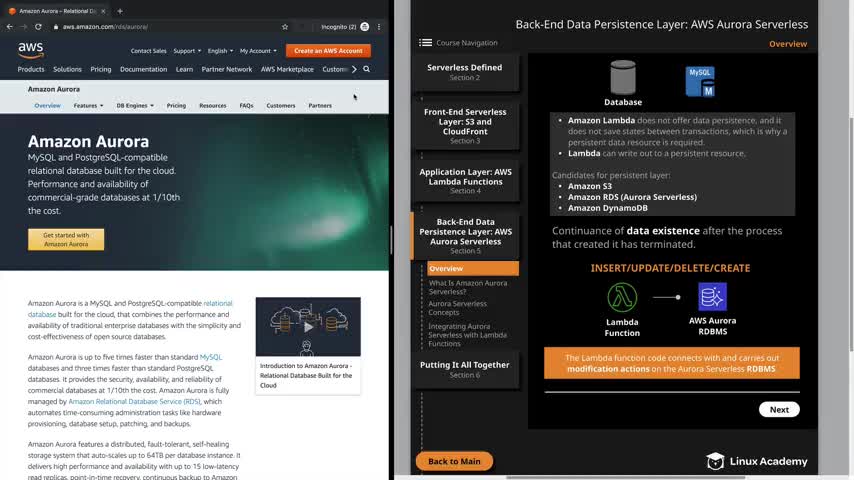 Amazon Aurora – Relational D
aws.amazon.com/rds/aurora/
Incognito (2)
aws
Contact Sales Support English My Account Create an AWS Account
Products Solutions Pricing Documentation Learn Partner Network AWS Marketplace Custom
Amazon Aurora
Overview Features DB Engines Pricing Resources FAQs Customers Partners
Amazon Aurora
MySQL and PostgreSQL-compatible
relational database built for the cloud.
Performance and availability of
commercial-grade databases at 1/10th
the cost.
Get started with
Amazon Aurora
Amazon Aurora is a MySQL and PostgreSQL-compatible relational
database built for the cloud, that combines the performance and
availability of traditional enterprise databases with the simplicity and
cost-effectiveness of open source databases.
Amazon Aurora is up to five times faster than standard MySQL
databases and three times faster than standard PostgreSQL
databases. It provides the security, availability, and reliability of
commercial databases at 1/10th the cost. Amazon Aurora is fully
managed by Amazon Relational Database Service (RDS), which
automates time-consuming administration tasks like hardware
provisioning, database setup, patching, and backups.
Amazon Aurora features a distributed, fault-tolerant, self-healing
storage system that auto-scales up to 64TB per database instance. It
delivers high performance and availability with up to 15 low-latency
read replicas, point-in-time recovery, continuous backup to Amazon
Introduction to Amazon Aurora -
Relational Database Built for the
Cloud
Back-End Data Persistence Layer: AWS Aurora Serverless
Course Navigation
Overview
Serverless Defined
Section 2
Front-End Serverless
Layer: S3 and
CloudFront
Section 3
Application Layer: AWS
Lambda Functions
Section 4
Back-End Data
Persistence Layer: AWS
Aurora Serverless
Section 5
Overview
What Is Amazon Aurora
Serverless?
Aurora Serverless
Concepts
Integrating Aurora
Serverless with Lambda
Functions
Putting It All Together
Section 6
Back to Main
Database
MySQL
M
• Amazon Lambda does not offer data persistence, and it
does not save states between transactions, which is why a
persistent data resource is required.
• Lambda can write out to a persistent resource.
Candidates for persistent layer:
• Amazon S3
• Amazon RDS (Aurora Serverless)
• Amazon DynamoDB
Continuance of data existence after the process
that created it has terminated.
INSERT/UPDATE/DELETE/CREATE
Lambda
Function
AWS Aurora
RDBMS
The Lambda function code connects with and carries out
modification actions on the Aurora Serverless RDBMS.
Next
Linux Academy